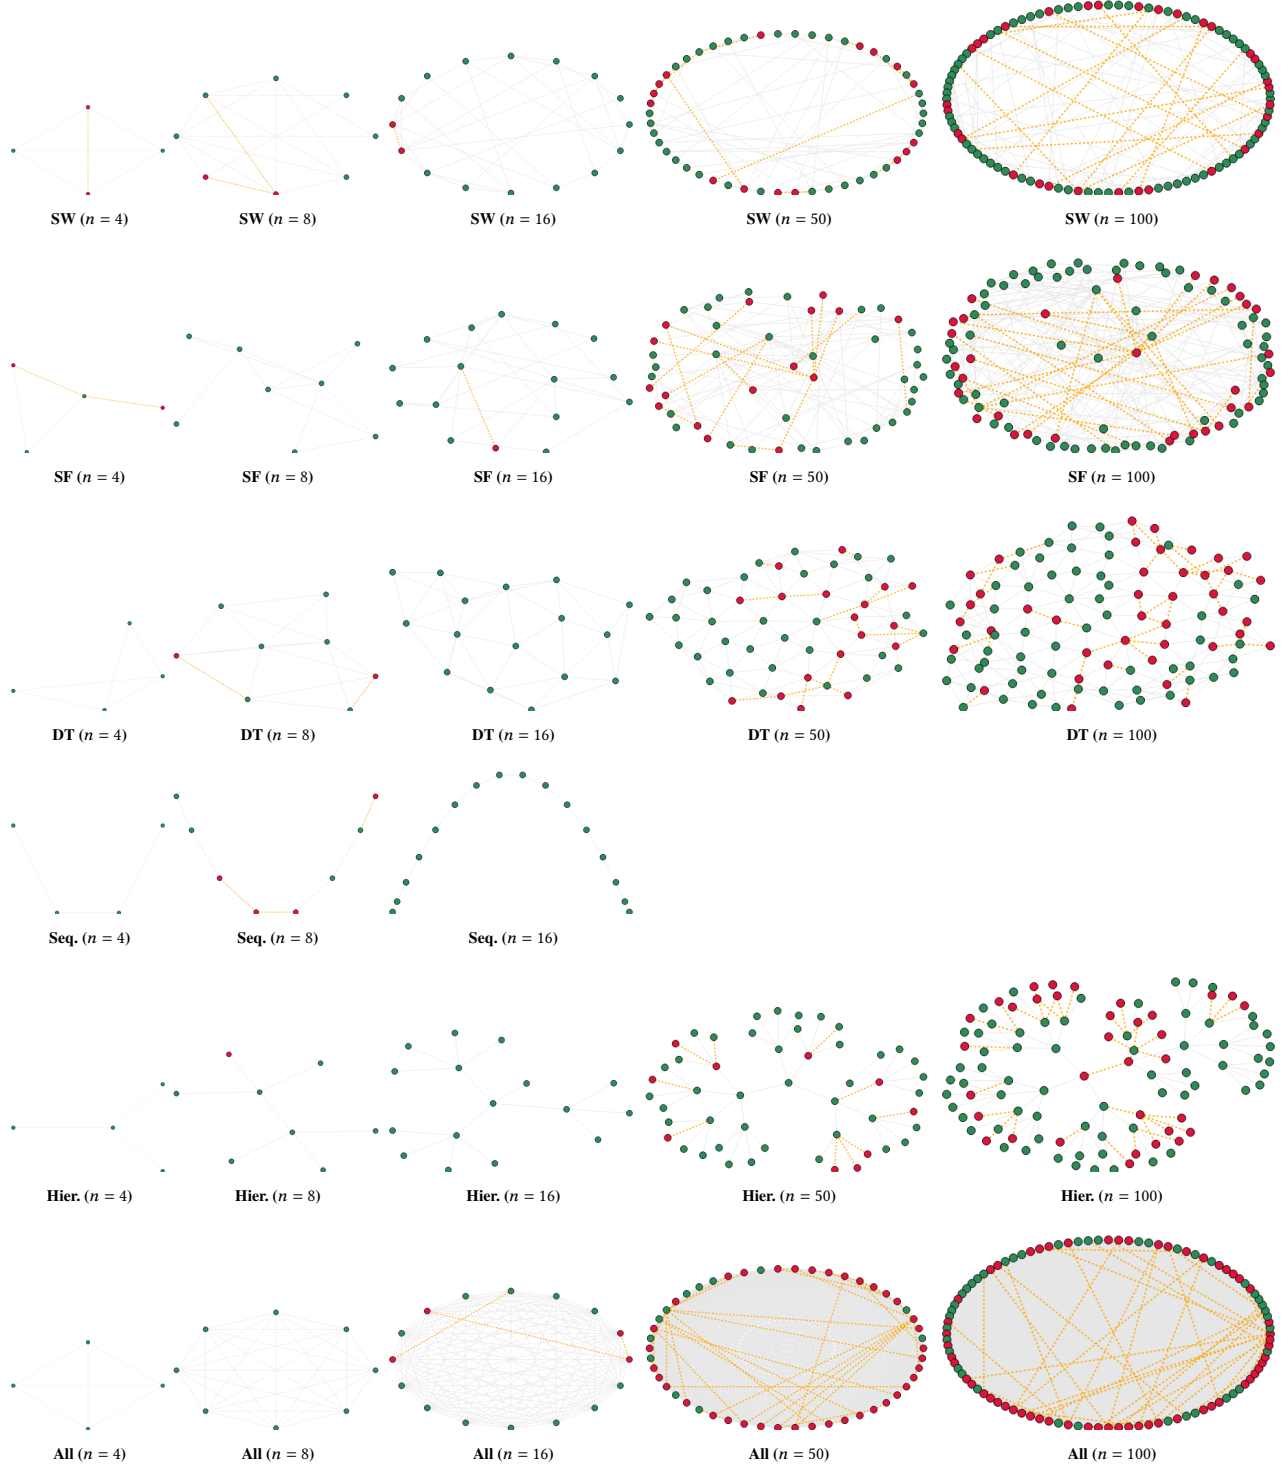 SW (n = 4) SW (n = 8) SW (n = 16) SW (n = 50) SW (n = 100)
SF (n = 4) SF (n = 8) SF (n = 16) SF (n = 50) SF (n = 100)
DT (n = 4) DT (n = 8) DT (n = 16) DT (n = 50) DT (n = 100)
Seq. (n = 4) Seq. (n = 8) Seq. (n = 16)
Hier. (n = 4) Hier. (n = 8) Hier. (n = 16) Hier. (n = 50) Hier. (n = 100)
All (n = 4) All (n = 8) All (n = 16) All (n = 50) All (n = 100)